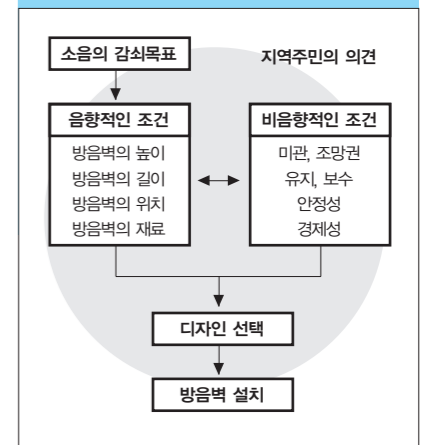 소음의 감쇠목표
지역주민의 의견
음향적인 조건
방음벽의 높이
방음벽의 길이
방음벽의 위치
방음벽의 재료
비음향적인 조건
미관, 조망권
유지, 보수
안정성
경제성
디자인 선택
방음벽 설치